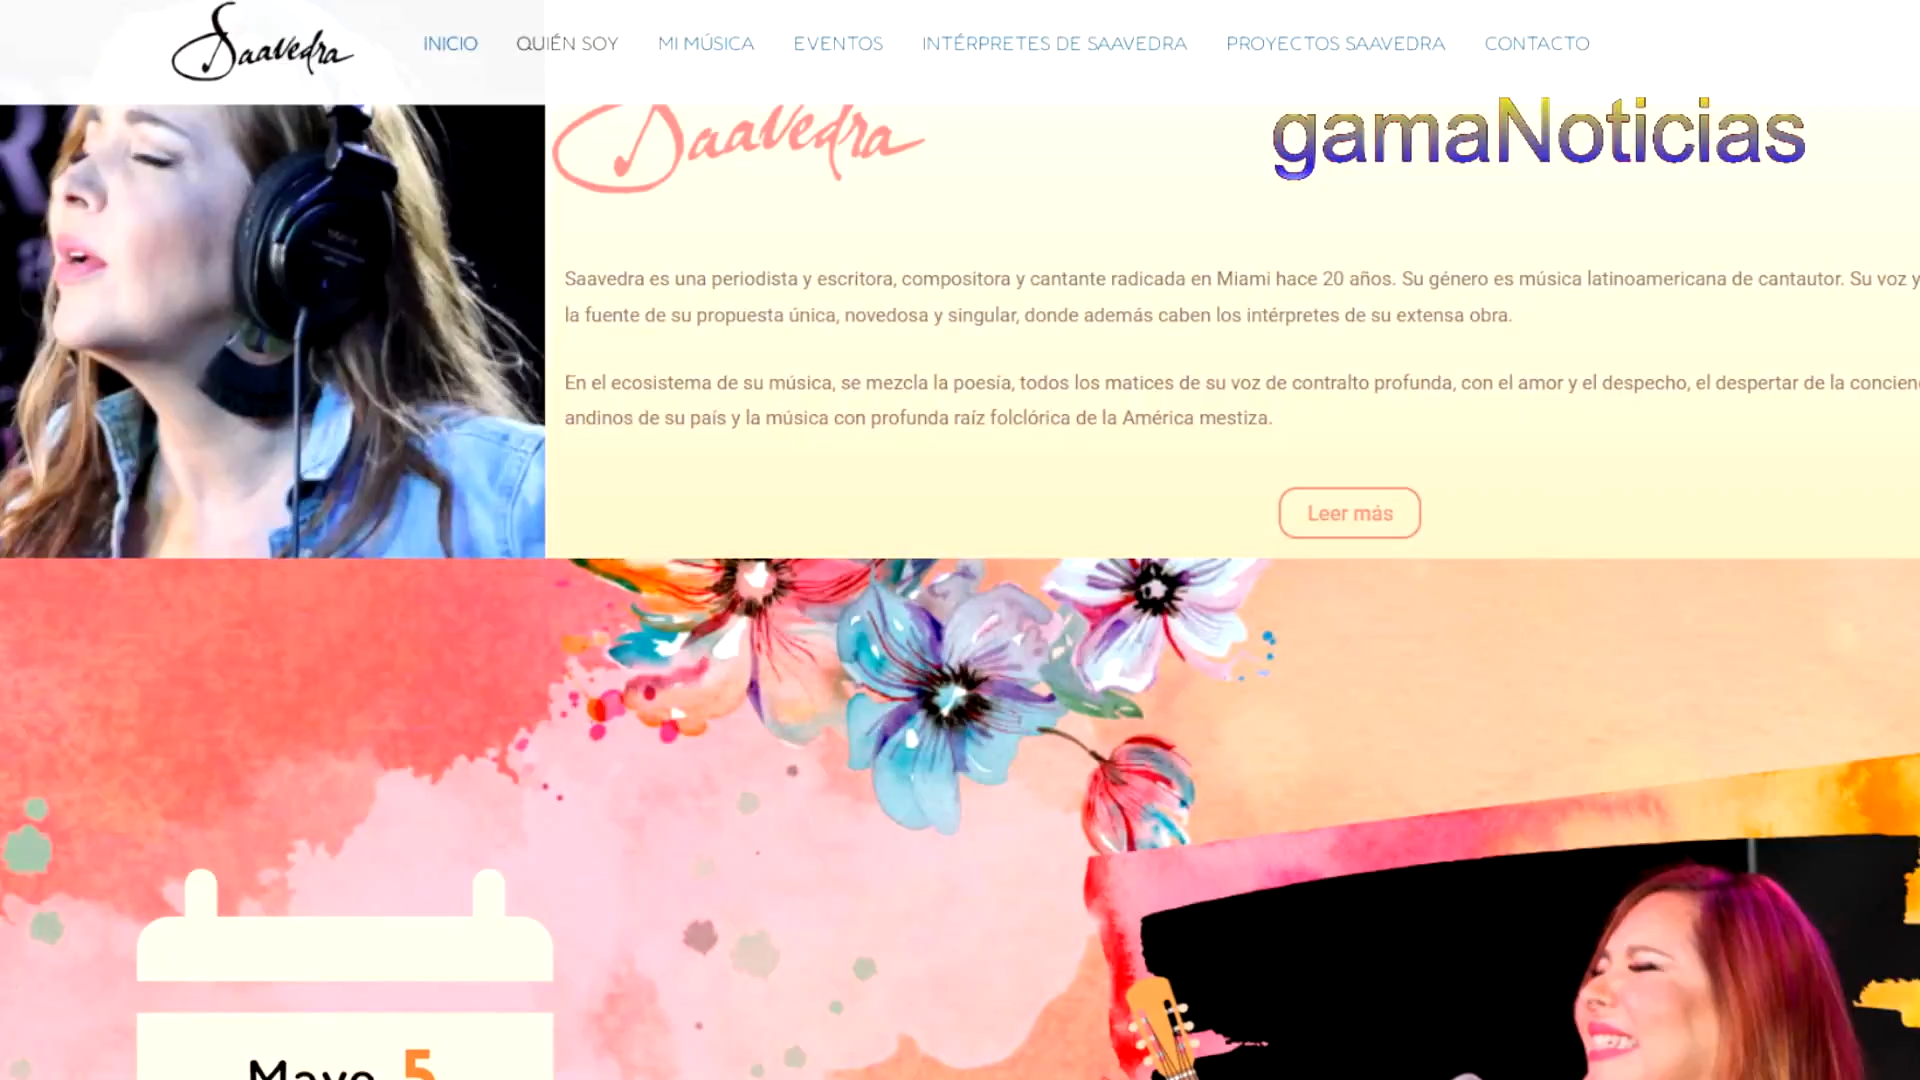 Saavedra
INICIO QUIÉN SOY MI MÚSICA EVENTOS INTÉRPRETES DE SAAVEDRA PROYECTOS SAAVEDRA CONTACTO
Saavedra
gamaNoticias
Saavedra es una periodista y escritora, compositora y cantante radicada en Miami hace 20 años. Su género es música latinoamericana de cantautor. Su voz y
la fuente de su propuesta única, novedosa y singular, donde además caben los intérpretes de su extensa obra.
En el ecosistema de su música, se mezcla la poesía, todos los matices de su voz de contralto profunda, con el amor y el despecho, el despertar de la concien
andinos de su país y la música con profunda raíz folclórica de la América mestiza.
Leer más
Mayo 5